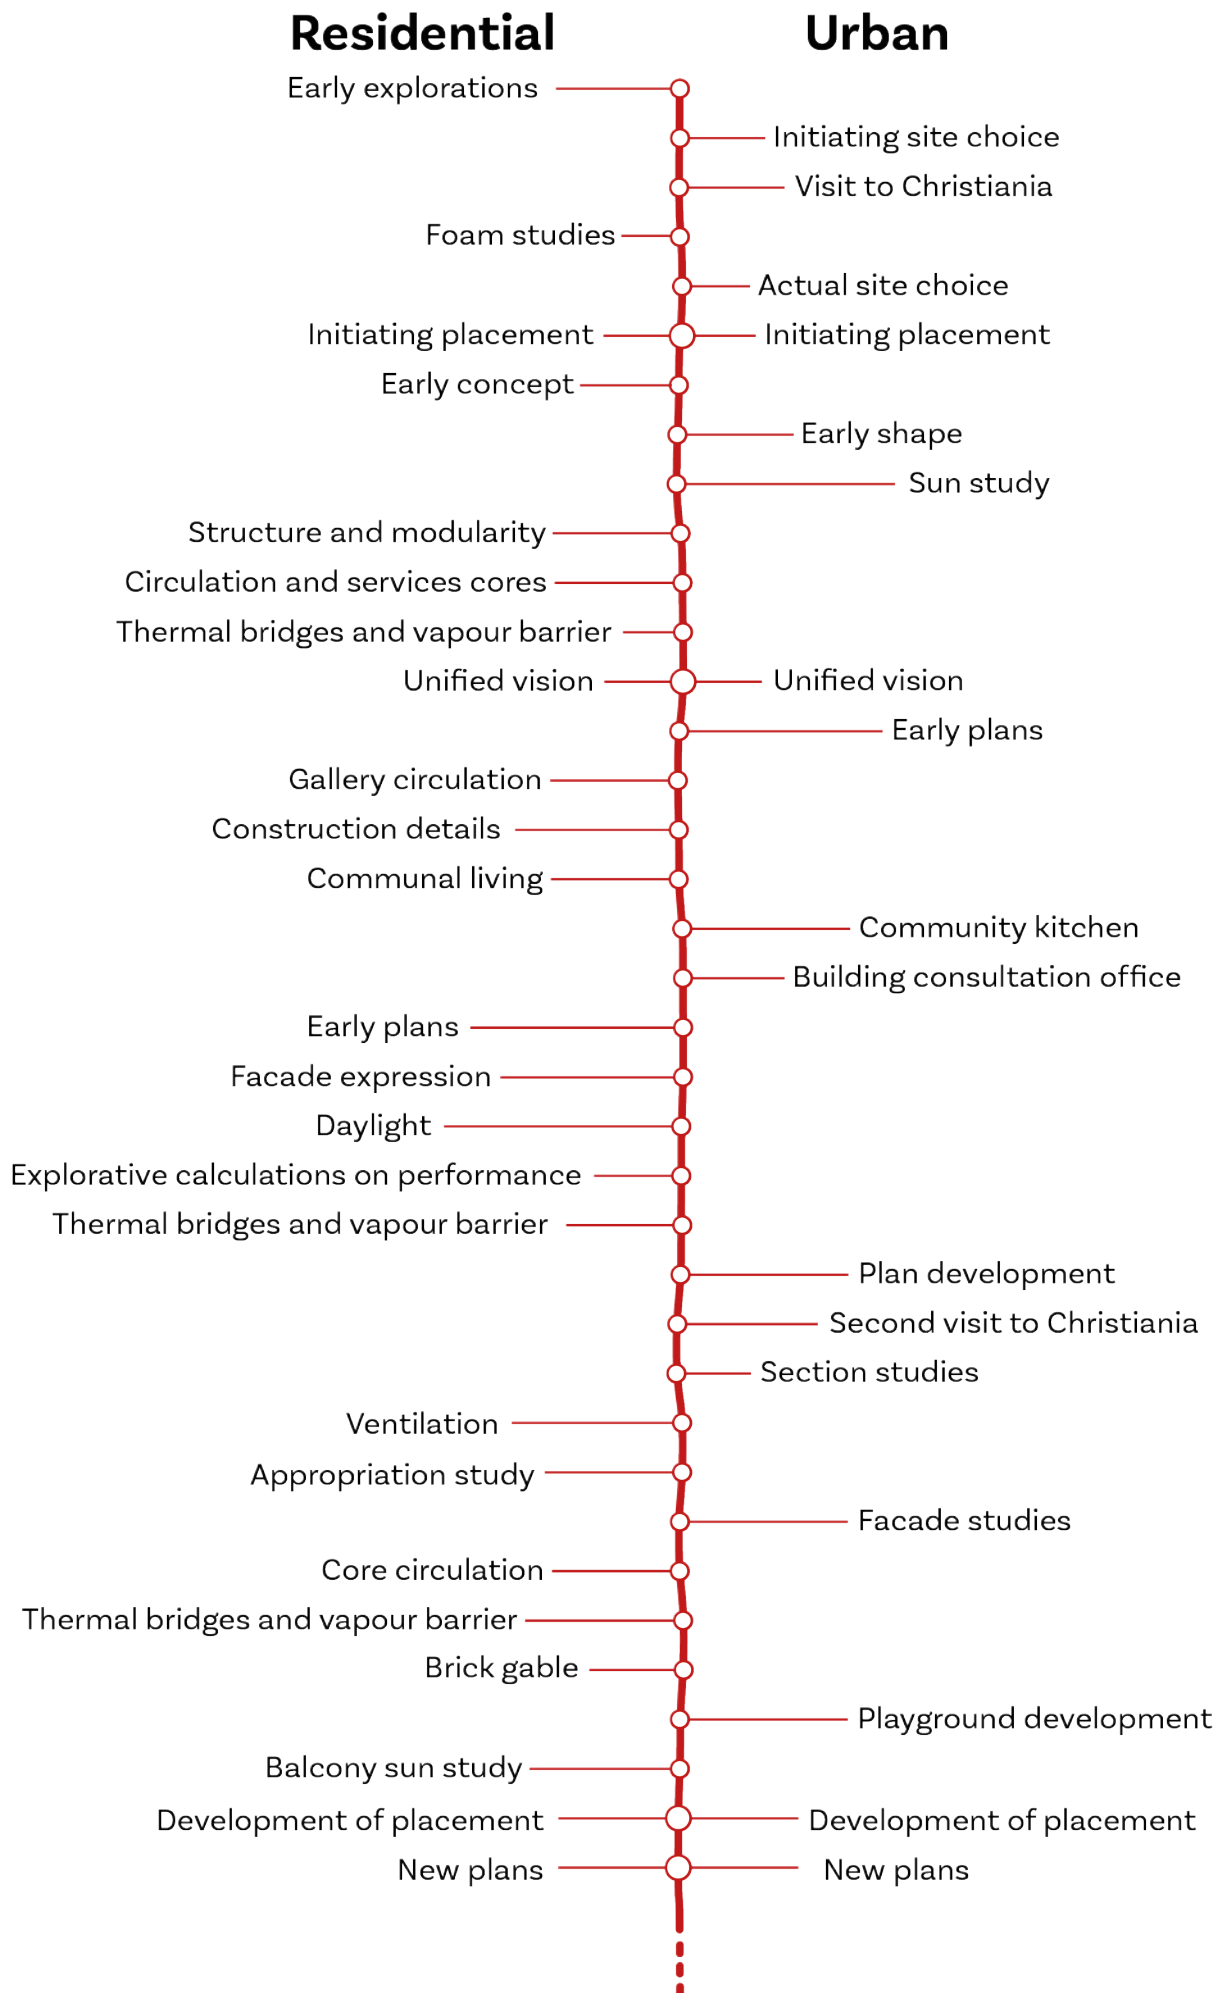 Residential
Urban
Early explorations
Initiating site choice
Visit to Christiania
Foam studies
Actual site choice
Initiating placement
Initiating placement
Early concept
Early shape
Sun study
Structure and modularity
Circulation and services cores
Thermal bridges and vapour barrier
Unified vision
Unified vision
Early plans
Gallery circulation
Construction details
Communal living
Community kitchen
Building consultation office
Early plans
Facade expression
Daylight
Explorative calculations on performance
Thermal bridges and vapour barrier
Plan development
Second visit to Christiania
Section studies
Ventilation
Appropriation study
Facade studies
Core circulation
Thermal bridges and vapour barrier
Brick gable
Playground development
Balcony sun study
Development of placement
Development of placement
New plans
New plans